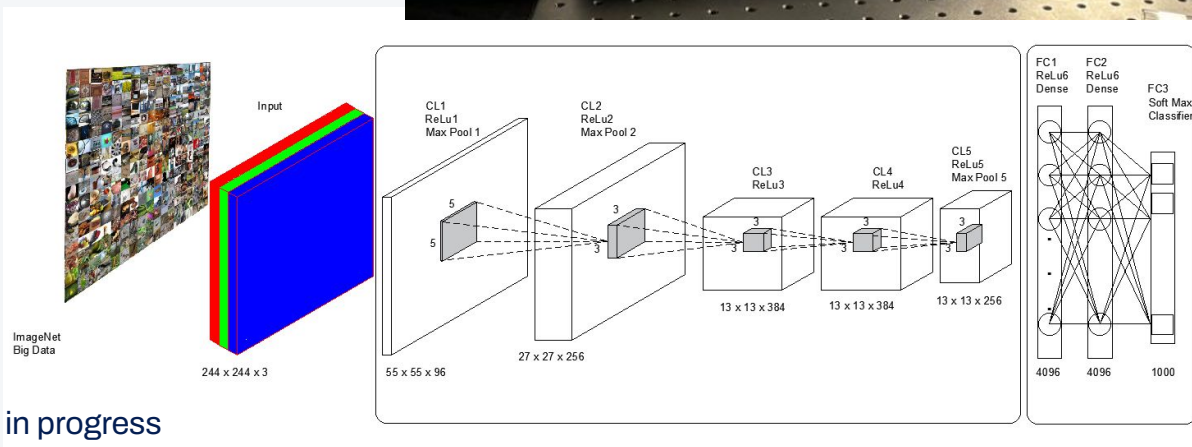 ImageNet
Big Data
Input
244 x 244 x 3
CL1
ReLu1
Max Pool 1
5
5
55 x 55 x 96
CL2
ReLu2
Max Pool 2
3
3
27 x 27 x 256
CL3
ReLu3
3
3
13 x 13 x 384
CL4
ReLu4
3
3
13 x 13 x 384
CL5
ReLu5
Max Pool 5
3
3
13 x 13 x 256
FC1
ReLu6
Dense
4096
FC2
ReLu6
Dense
4096
FC3
Soft Max
Classifier
1000
in progress